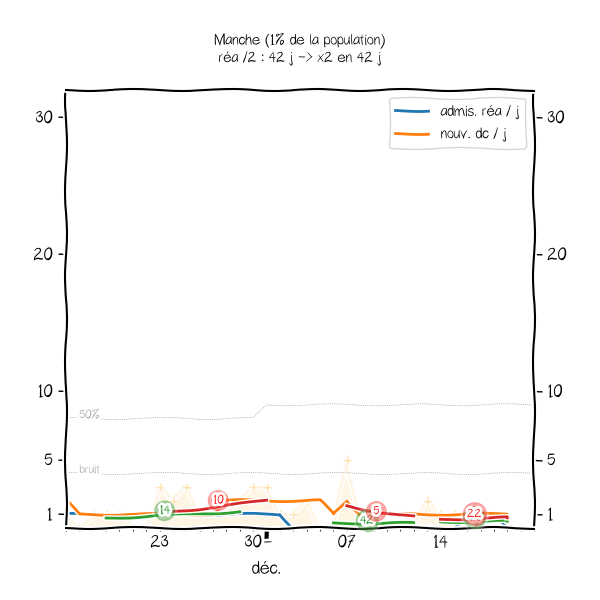 Manche (1% de la population)
réa /2 : 42 j -> x2 en 42 j
admis. réa / j
nouv. dc / j
30 30
20 20
10 10
50%
5 5
bruit
10
14 5 22
42
1 1
23 30 07 14
déc.